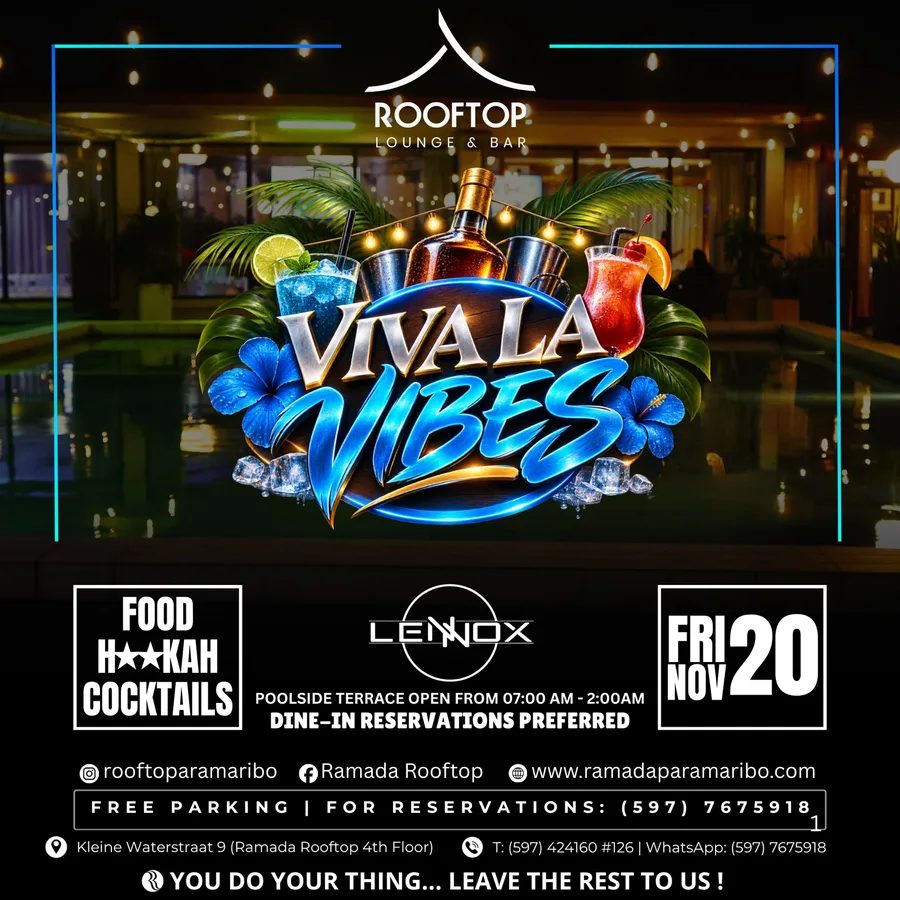 ROOFTOP
LOUNGE & BAR
VIVA LA
VIBES
FOOD
H★★KAH
COCKTAILS
LENNOX
FRI
NOV
20
POOLSIDE TERRACE OPEN FROM 07:00 AM - 2:00AM
DINE-IN RESERVATIONS PREFERRED
rooftoparamaribo
Ramada Rooftop
www.ramadaparamaribo.com
FREE PARKING | FOR RESERVATIONS: (597) 7675918
1
Kleine Waterstraat 9 (Ramada Rooftop 4th Floor)
T: (597) 424160 #126 | WhatsApp: (597) 7675918
YOU DO YOUR THING... LEAVE THE REST TO US !